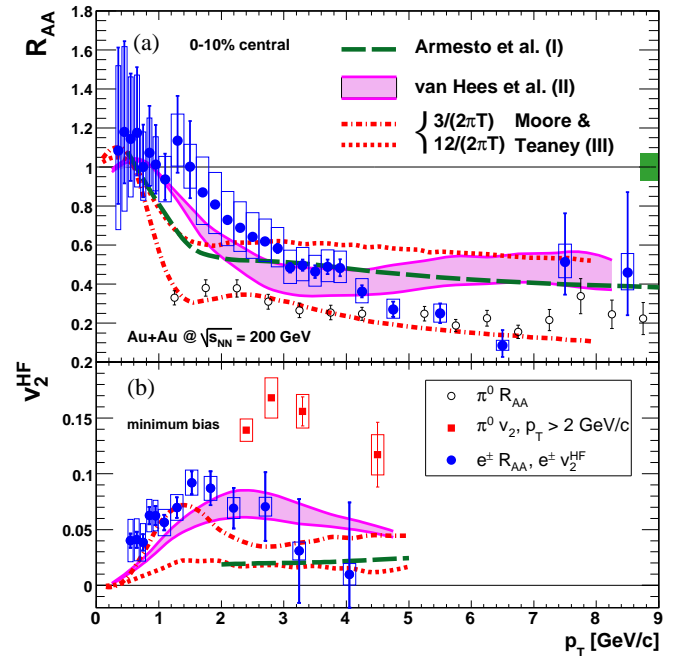 R_AA
1.8
1.6
1.4
1.2
1
0.8
0.6
0.4
0.2
0
(a)
0-10% central
Armesto et al. (I)
van Hees et al. (II)
3/(2πT) Moore &
12/(2πT) Teaney (III)
Au+Au @ √s_NN = 200 GeV
v_2^HF
0.2
0.15
0.1
0.05
0
(b)
minimum bias
π⁰ R_AA
π⁰ v_2, p_T > 2 GeV/c
e± R_AA, e± v_2^HF
0 1 2 3 4 5 6 7 8 9
p_T [GeV/c]